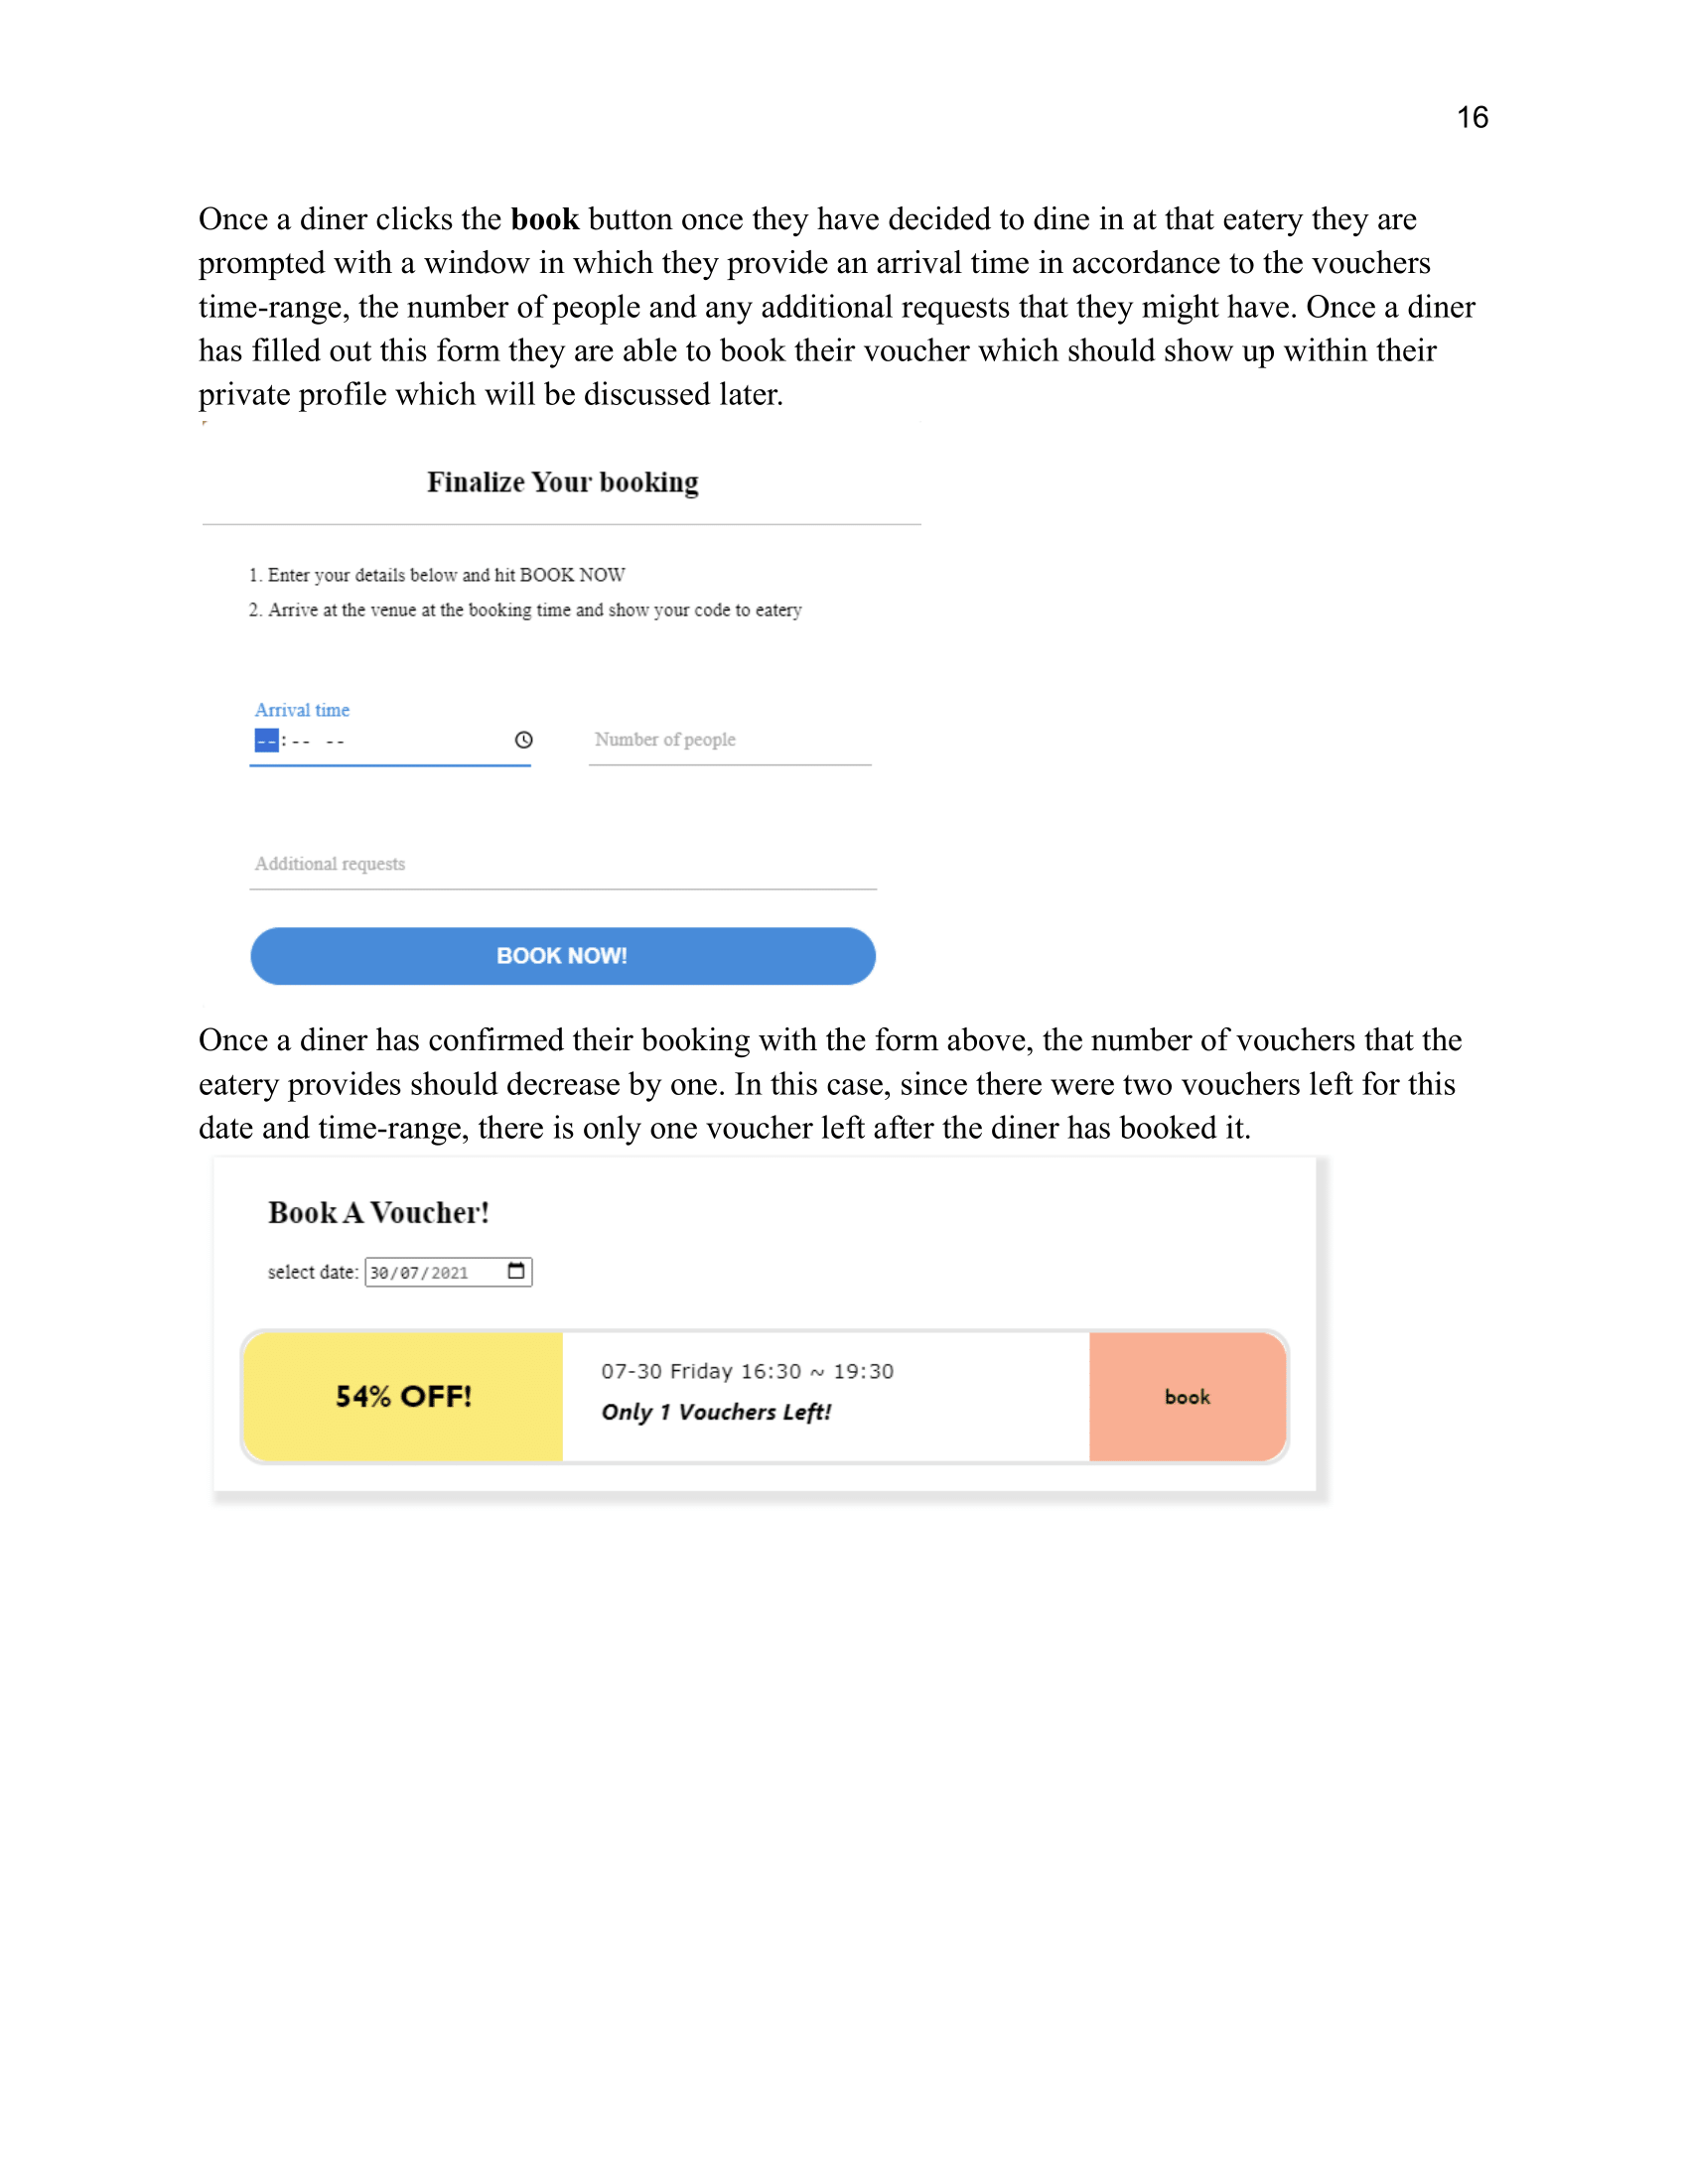 16
Once a diner clicks the book button once they have decided to dine in at that eatery they are
prompted with a window in which they provide an arrival time in accordance to the vouchers
time-range, the number of people and any additional requests that they might have. Once a diner
has filled out this form they are able to book their voucher which should show up within their
private profile which will be discussed later.
Finalize Your booking
1. Enter your details below and hit BOOK NOW
2. Arrive at the venue at the booking time and show your code to eatery
Arrival time
--:-- --
Number of people
Additional requests
BOOK NOW!
Once a diner has confirmed their booking with the form above, the number of vouchers that the
eatery provides should decrease by one. In this case, since there were two vouchers left for this
date and time-range, there is only one voucher left after the diner has booked it.
Book A Voucher!
select date: 30/07/2021
54% OFF!
07-30 Friday 16:30 ~ 19:30
Only 1 Vouchers Left!
book